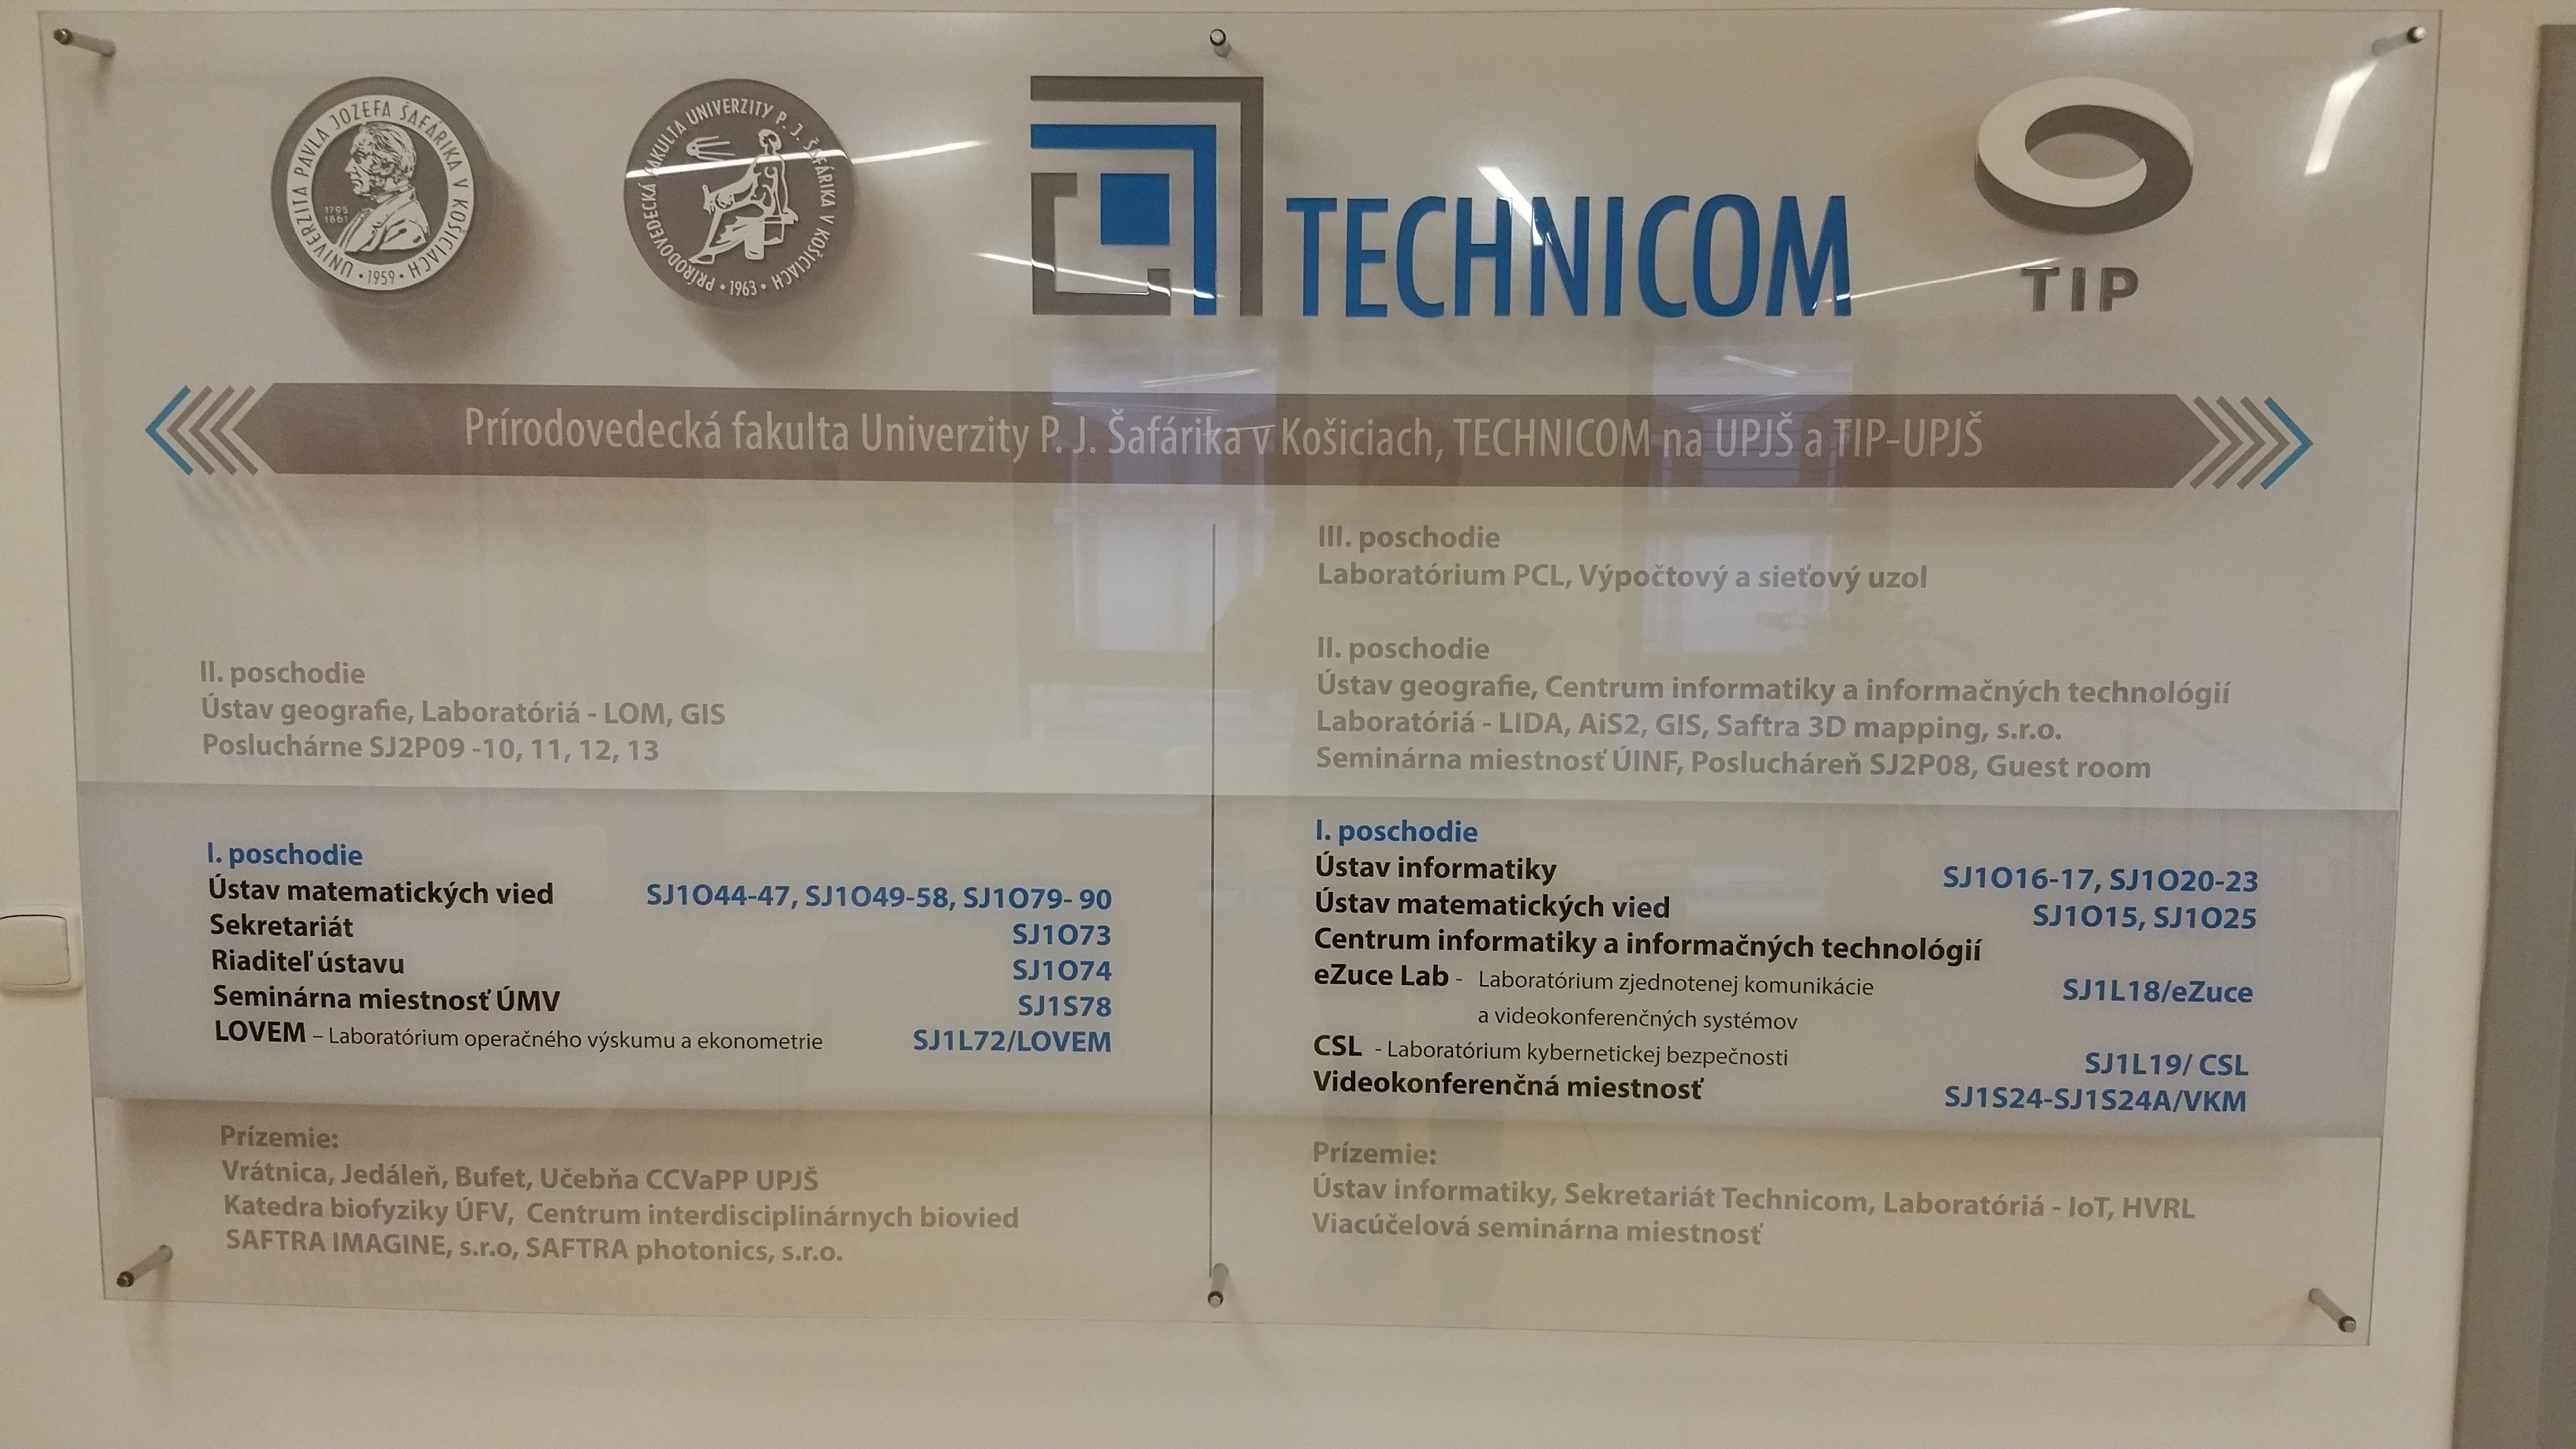 UNIVERZITA PAVLA JOZEFA ŠAFÁRIKA V KOŠICIACH
1795
1861
• 1959 •
PRÍRODOVEDECKÁ FAKULTA UNIVERZITY P. J. ŠAFÁRIKA V KOŠICIACH
• 1963 •
TECHNICOM
TIP
Prírodovedecká fakulta Univerzity P. J. Šafárika v Košiciach, TECHNICOM na UPJŠ a TIP-UPJŠ
II. poschodie
Ústav geografie, Laboratóriá - LOM, GIS
Poslucháme SJ2P09 -10, 11, 12, 13
I. poschodie
Ústav matematických vied SJ1O44-47, SJ1O49-58, SJ1O79- 90
Sekretariát SJ1O73
Riaditeľ ústavu SJ1O74
Seminárna miestnosť ÚMV SJ1S78
LOVEM – Laboratórium operačného výskumu a ekonometrie SJ1L72/LOVEM
Prízemie:
Vrátnica, Jedáleň, Bufet, Učebňa CCVaPP UPJŠ
Katedra biofyziky ÚFV, Centrum interdisciplinárnych biovied
SAFTRA IMAGINE, s.r.o, SAFTRA photonics, s.r.o.
III. poschodie
Laboratórium PCL, Výpočtový a sieťový uzol
II. poschodie
Ústav geografie, Centrum informatiky a informačných technológií
Laboratóriá - LIDA, AiS2, GIS, Saftra 3D mapping, s.r.o.
Seminárna miestnosť ÚINF, Poslucháreň SJ2P08, Guest room
I. poschodie
Ústav informatiky SJ1O16-17, SJ1O20-23
Ústav matematických vied SJ1O15, SJ1O25
Centrum informatiky a informačných technológií
eZuce Lab - Laboratórium zjednotenej komunikácie SJ1L18/eZuce
a videokonferenčných systémov
CSL - Laboratórium kybernetickej bezpečnosti SJ1L19/ CSL
Videokonferenčná miestnosť SJ1S24-SJ1S24A/VKM
Prízemie:
Ústav informatiky, Sekretariát Technicom, Laboratóriá - IoT, HVRL
Viacúčelová seminárna miestnosť